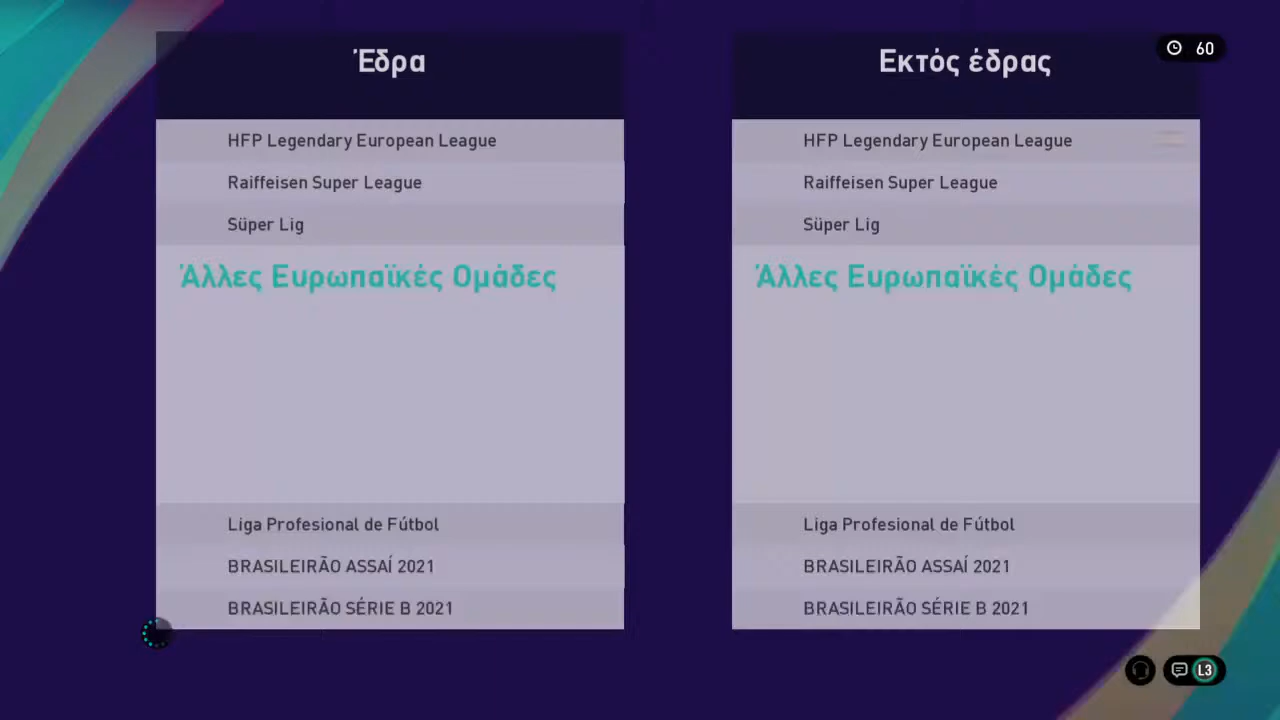 Έδρα
HFP Legendary European League
Raiffeisen Super League
Süper Lig
Άλλες Ευρωπαϊκές Ομάδες
Liga Profesional de Fútbol
BRASILEIRÃO ASSAÍ 2021
BRASILEIRÃO SÉRIE B 2021
Εκτός έδρας
60
HFP Legendary European League
Raiffeisen Super League
Süper Lig
Άλλες Ευρωπαϊκές Ομάδες
Liga Profesional de Fútbol
BRASILEIRÃO ASSAÍ 2021
BRASILEIRÃO SÉRIE B 2021
L3